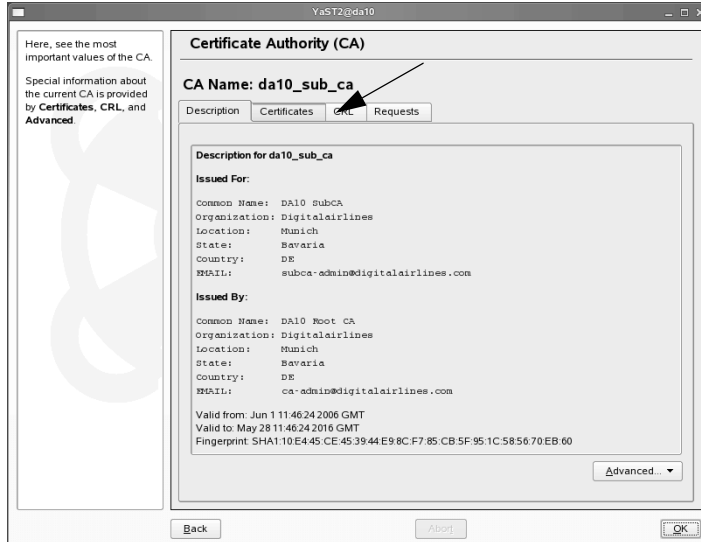 YaST2@da10
Here, see the most
important values of the CA.
Special information about
the current CA is provided
by Certificates, CRL, and
Advanced.
Certificate Authority (CA)
CA Name: da10_sub_ca
Description Certificates CRL Requests
Description for da10_sub_ca
Issued For:
Common Name: DA10 SubCA
Organization: Digitalairlines
Location: Munich
State: Bavaria
Country: DE
EMAIL: subca-admin@digitalairlines.com
Issued By:
Common Name: DA10 Root CA
Organization: Digitalairlines
Location: Munich
State: Bavaria
Country: DE
EMAIL: ca-admin@digitalairlines.com
Valid from: Jun 1 11:46:24 2006 GMT
Valid to: May 28 11:46:24 2016 GMT
Fingerprint: SHA1:10:E4:45:CE:45:39:44:E9:8C:F7:85:CB:5F:95:1C:58:56:70:EB:60
Advanced...
Back Abort OK